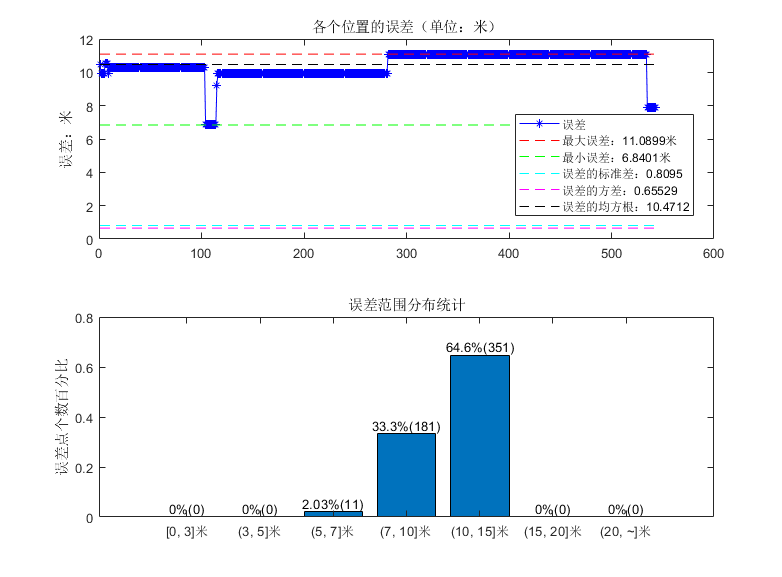 各个位置的误差（单位：米）
12
10
8
6
4
2
0
误差：米
误差
最大误差：11.0899米
最小误差：6.8401米
误差的标准差：0.8095
误差的方差：0.65529
误差的均方根：10.4712
0 100 200 300 400 500 600
误差范围分布统计
0.8
0.6
0.4
0.2
0
误差点个数百分比
0%(0) 0%(0) 2.03%(11) 33.3%(181) 64.6%(351) 0%(0) 0%(0)
[0, 3]米 (3, 5]米 (5, 7]米 (7, 10]米 (10, 15]米 (15, 20]米 (20, ~]米